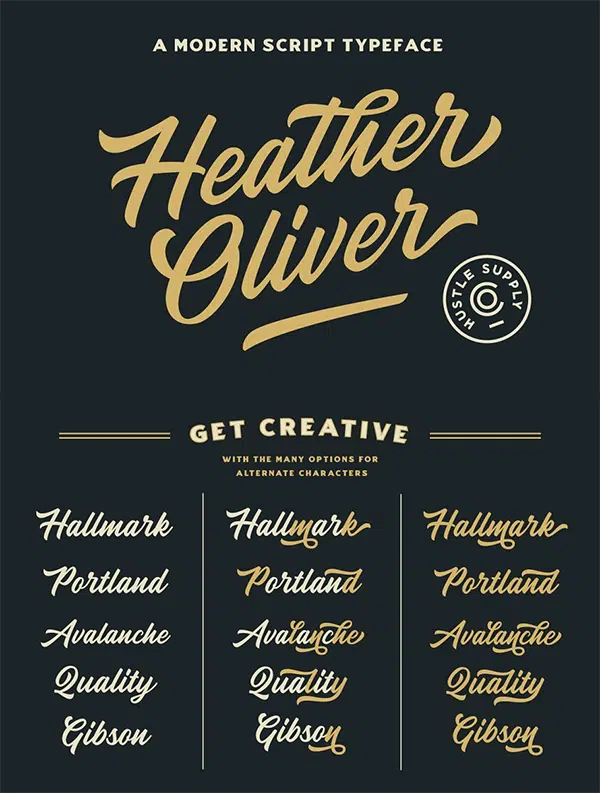 A MODERN SCRIPT TYPEFACE
Heather
Oliver
HUSTLE SUPPLY CO
GET CREATIVE
WITH THE MANY OPTIONS FOR
ALTERNATE CHARACTERS
Hallmark Hallmark Hallmark
Portland Portland Portland
Avalanche Avalanche Avalanche
Quality Quality Quality
Gibson Gibson Gibson